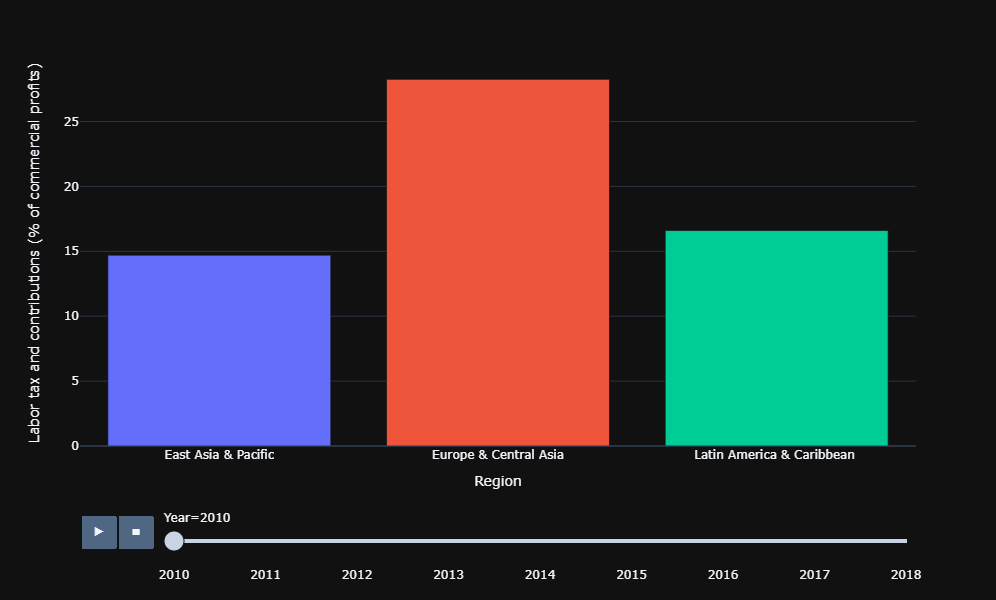 Labor tax and contributions (% of commercial profits)
25
20
15
10
5
0
East Asia & Pacific
Europe & Central Asia
Latin America & Caribbean
Region
Year=2010
2010
2011
2012
2013
2014
2015
2016
2017
2018